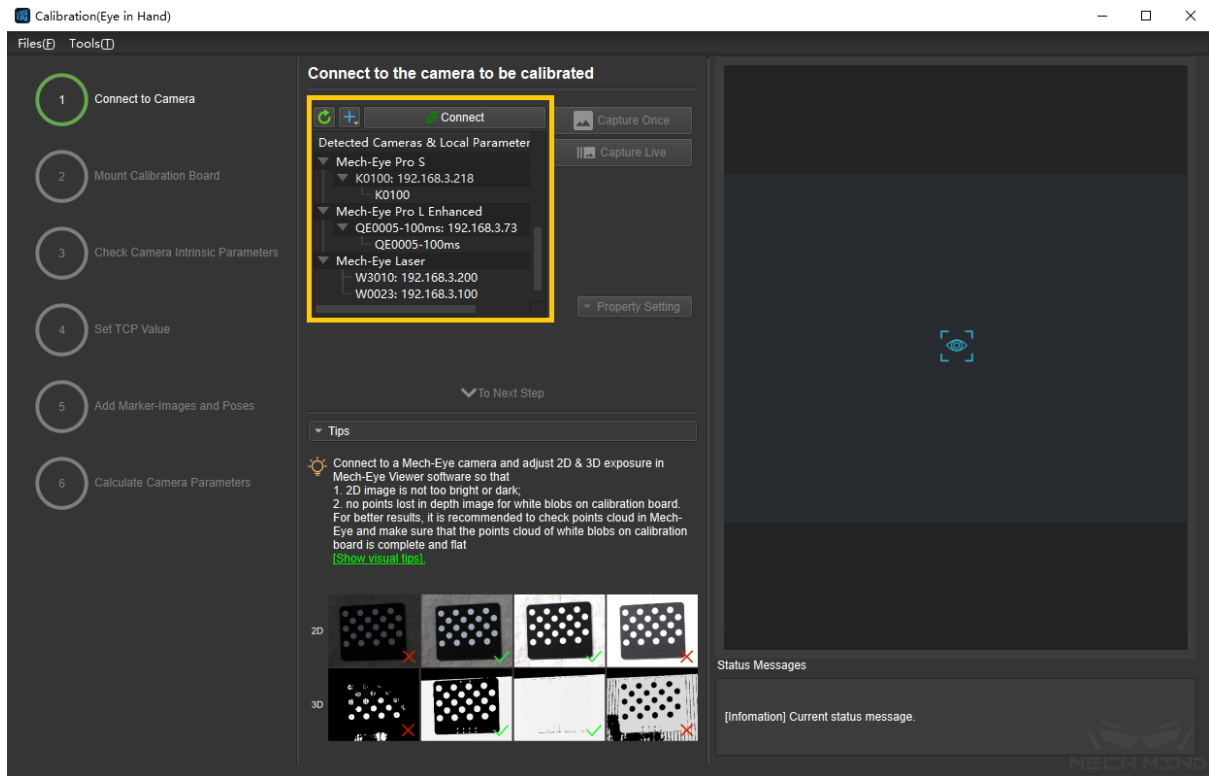 Calibration(Eye in Hand)
Files(F) Tools(T)
1 Connect to Camera
2 Mount Calibration Board
3 Check Camera Intrinsic Parameters
4 Set TCP Value
5 Add Marker-Images and Poses
6 Calculate Camera Parameters
Connect to the camera to be calibrated
Connect
Capture Once
Capture Live
Detected Cameras & Local Parameter
Mech-Eye Pro S
K0100: 192.168.3.218
K0100
Mech-Eye Pro L Enhanced
QE0005-100ms: 192.168.3.73
QE0005-100ms
Mech-Eye Laser
W3010: 192.168.3.200
W0023: 192.168.3.100
Property Setting
To Next Step
Tips
Connect to a Mech-Eye camera and adjust 2D & 3D exposure in
Mech-Eye Viewer software so that
1. 2D image is not too bright or dark;
2. no points lost in depth image for white blobs on calibration board.
For better results, it is recommended to check points cloud in Mech-
Eye and make sure that the points cloud of white blobs on calibration
board is complete and flat
[Show visual tips].
2D
3D
Status Messages
[Infomation] Current status message.
MECH MIND